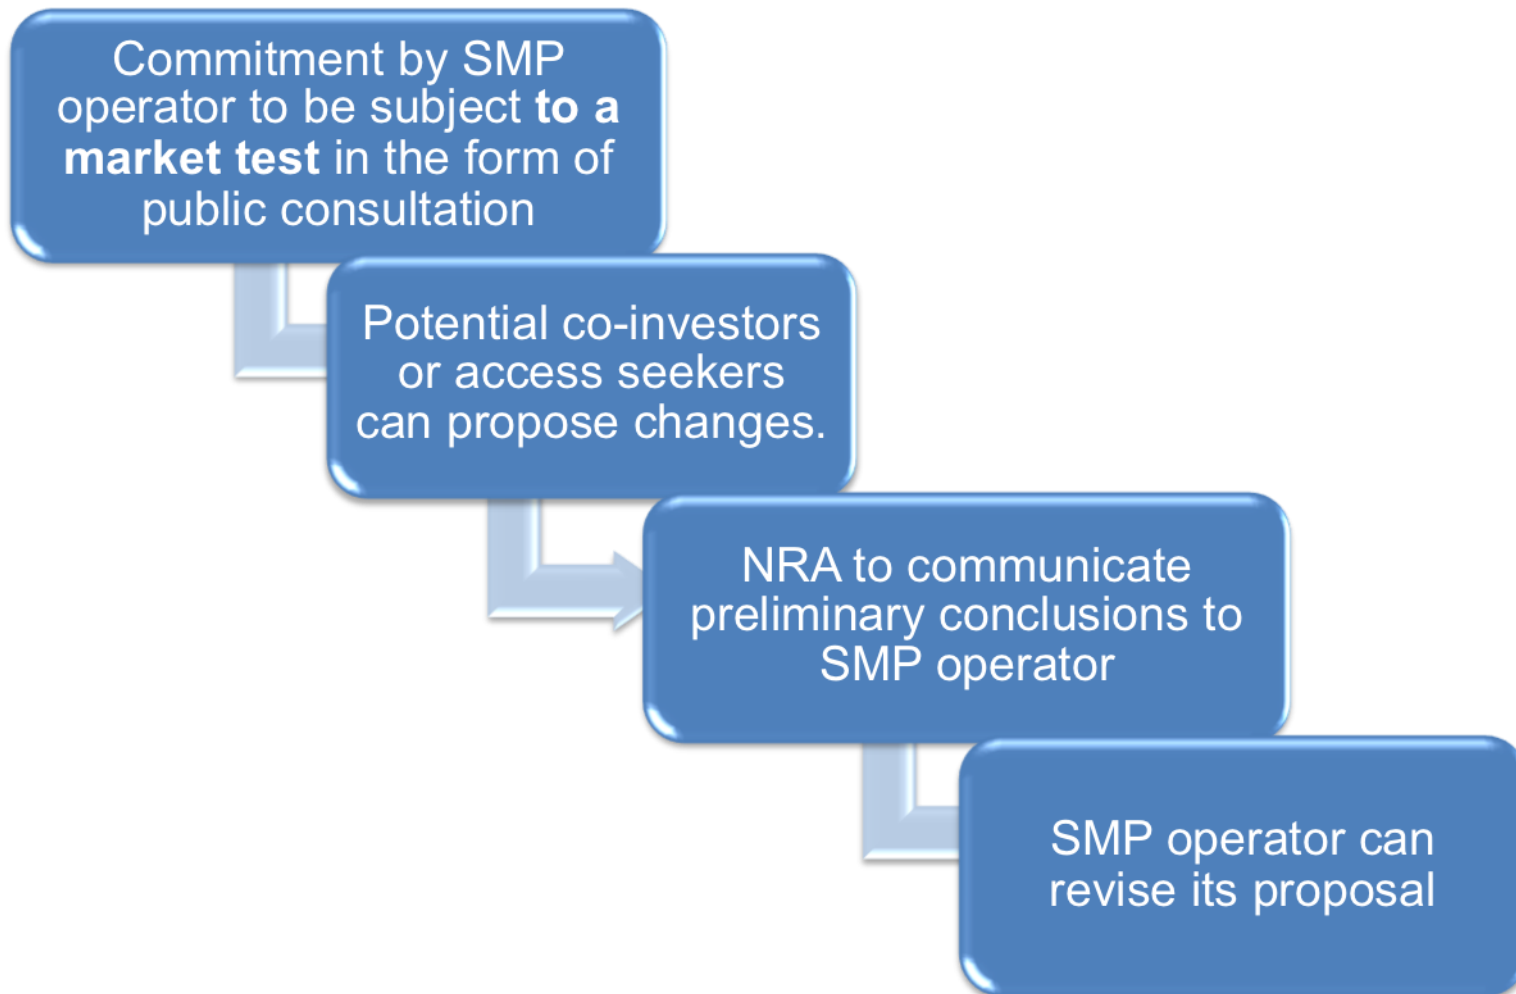 Commitment by SMP
operator to be subject to a
market test in the form of
public consultation
Potential co-investors
or access seekers
can propose changes.
NRA to communicate
preliminary conclusions to
SMP operator
SMP operator can
revise its proposal